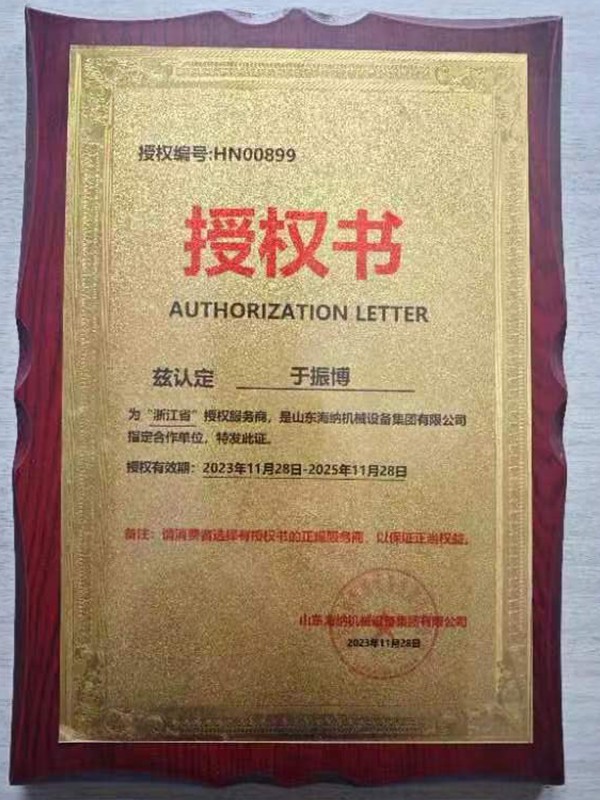 授权编号:HN00899
授权书
AUTHORIZATION LETTER
兹认定 于振博
为“浙江省”授权服务商，是山东海纳机械设备集团有限公司
指定合作单位，特发此证。
授权有效期：2023年11月28日-2025年11月28日
备注：请消费者选择有授权书的正规服务商，以保证正当权益。
山东海纳机械设备集团有限公司
2023年11月28日